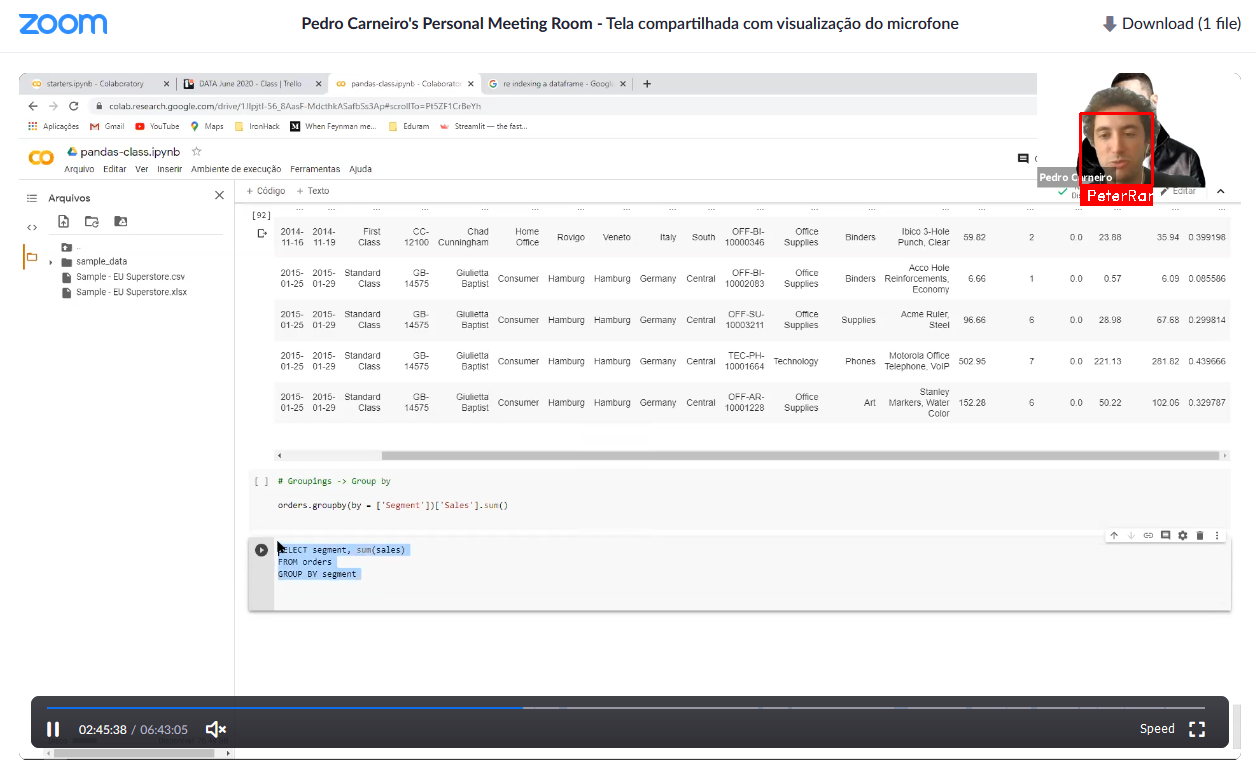 zoom
Pedro Carneiro's Personal Meeting Room - Tela compartilhada com visualização do microfone
Download (1 file)
starters.ipynb - Colaboratory
DATA June 2020 - Class | Trello
pandas-class.ipynb - Colaborato
re indexing a dataframe - Googl
colab.research.google.com/drive/
Aplicações
Gmail
YouTube
Maps
IronHack
When Feynman me...
Eduram
Streamlit — the fast...
pandas-class.ipynb
Arquivo Editar Ver Inserir Ambiente de execução Ferramentas Ajuda
Pedro Carneiro
PeterRar
Editar
Arquivos
+ Código + Texto
..
sample_data
Sample - EU Superstore.csv
Sample - EU Superstore.xlsx
[92]
2014-11-16 2014-11-19 First Class CC-12100 Chad Cunningham Home Office Rovigo Veneto Italy South OFF-BI-10000346 Office Supplies Binders Ibico 3-Hole Punch, Clear 59.82 2 0.0 23.88 35.94 0.399198
2015-01-25 2015-01-29 Standard Class GB-14575 Giulietta Baptist Consumer Hamburg Hamburg Germany Central OFF-BI-10002083 Office Supplies Binders Acco Hole Reinforcements, Economy 6.66 1 0.0 0.57 6.09 0.085586
2015-01-25 2015-01-29 Standard Class GB-14575 Giulietta Baptist Consumer Hamburg Hamburg Germany Central OFF-SU-10003211 Office Supplies Supplies Acme Ruler, Steel 96.66 6 0.0 28.98 67.68 0.299814
2015-01-25 2015-01-29 Standard Class GB-14575 Giulietta Baptist Consumer Hamburg Hamburg Germany Central TEC-PH-10001664 Technology Phones Motorola Office Telephone, VoIP 502.95 7 0.0 221.13 281.82 0.439666
2015-01-25 2015-01-29 Standard Class GB-14575 Giulietta Baptist Consumer Hamburg Hamburg Germany Central OFF-AR-10001228 Office Supplies Art Stanley Markers, Water Color 152.28 6 0.0 50.22 102.06 0.329787
[ ] # Groupings -> Group by
orders.groupby(by = ['Segment'])['Sales'].sum()
SELECT segment, sum(sales)
FROM orders
GROUP BY segment
02:45:38 / 06:43:05
Speed